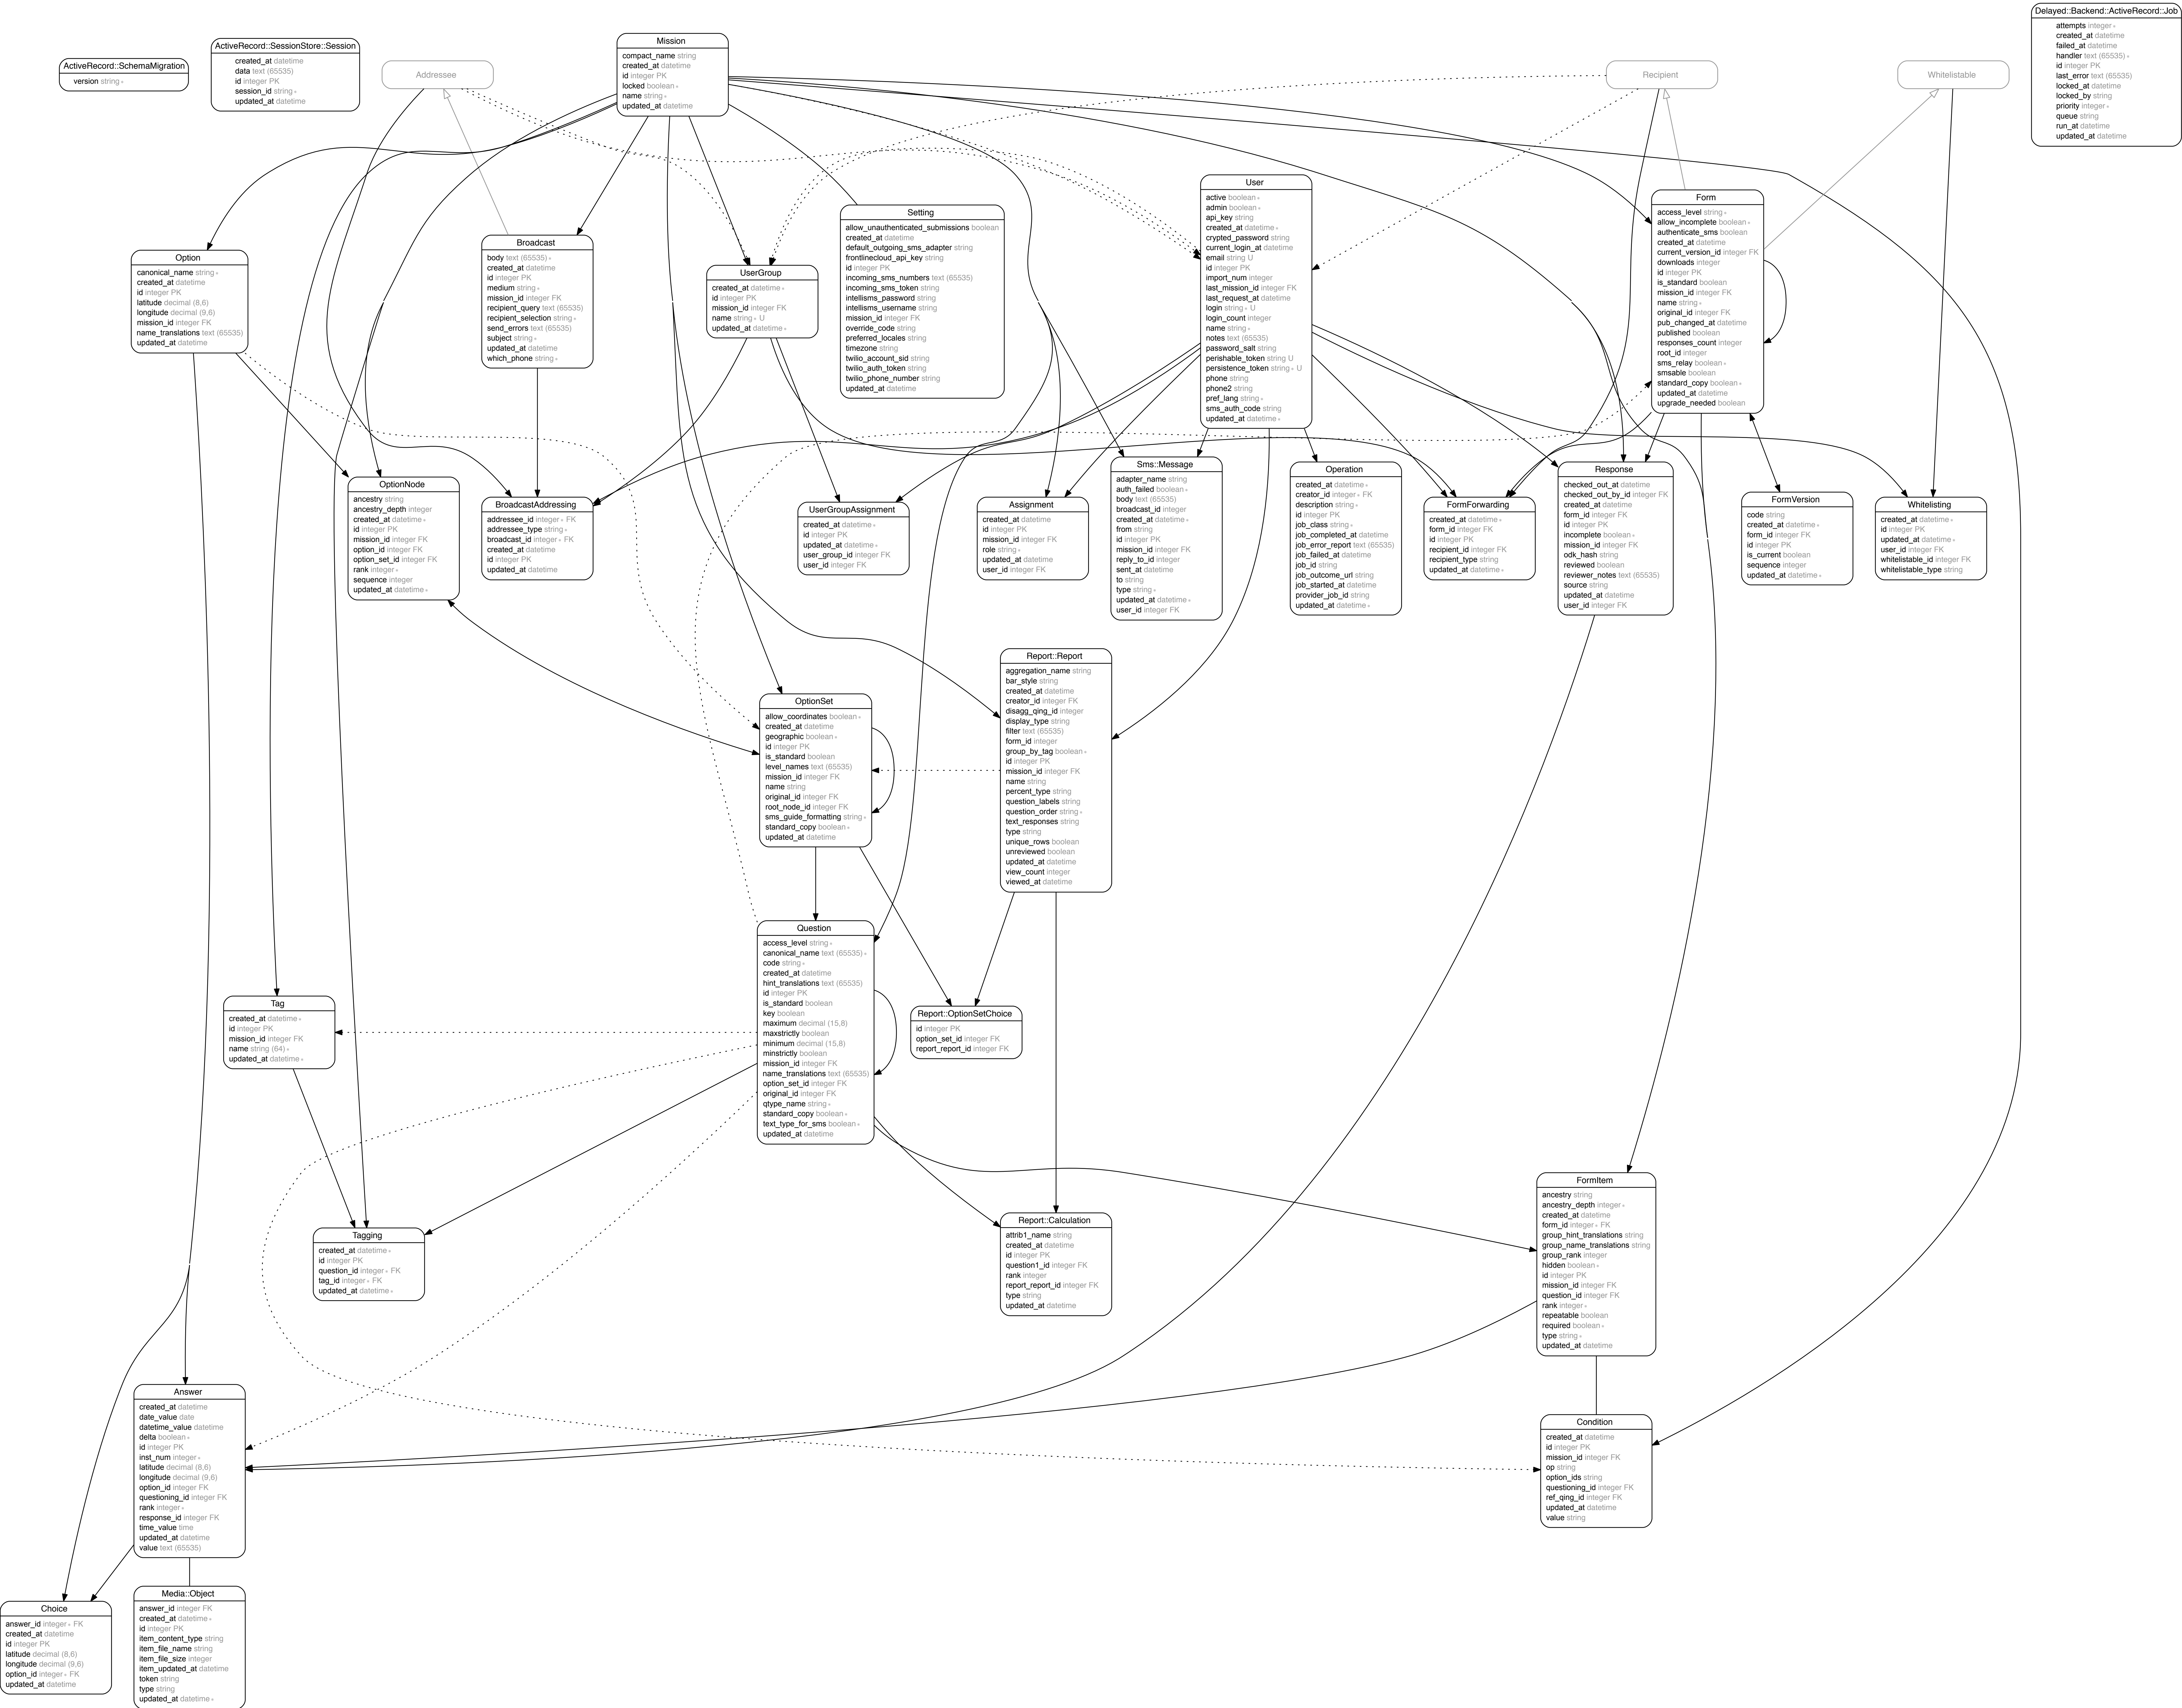 Delayed::Backend::ActiveRecord::Job
attempts integer ∗
created_at datetime
failed_at datetime
handler text (65535) ∗
id integer PK
last_error text (65535)
locked_at datetime
locked_by string
priority integer ∗
queue string
run_at datetime
updated_at datetime
ActiveRecord::SchemaMigration
version string ∗
ActiveRecord::SessionStore::Session
created_at datetime
data text (65535)
id integer PK
session_id string ∗
updated_at datetime
Addressee
Mission
compact_name string
created_at datetime
id integer PK
locked boolean ∗
name string ∗
updated_at datetime
Recipient
Whitelistable
Option
canonical_name string ∗
created_at datetime
id integer PK
latitude decimal (8,6)
longitude decimal (9,6)
mission_id integer FK
name_translations text (65535)
updated_at datetime
Broadcast
body text (65535) ∗
created_at datetime
id integer PK
medium string ∗
mission_id integer FK
recipient_query text (65535)
recipient_selection string ∗
send_errors text (65535)
subject string ∗
updated_at datetime
which_phone string ∗
UserGroup
created_at datetime ∗
id integer PK
mission_id integer FK
name string ∗ U
updated_at datetime ∗
Setting
allow_unauthenticated_submissions boolean
created_at datetime
default_outgoing_sms_adapter string
frontlinecloud_api_key string
id integer PK
incoming_sms_numbers text (65535)
incoming_sms_token string
intellisms_password string
intellisms_username string
mission_id integer FK
override_code string
preferred_locales string
timezone string
twilio_account_sid string
twilio_auth_token string
twilio_phone_number string
updated_at datetime
User
active boolean ∗
admin boolean ∗
api_key string
created_at datetime ∗
crypted_password string
current_login_at datetime
email string U
id integer PK
import_num integer
last_mission_id integer FK
last_request_at datetime
login string ∗ U
login_count integer
name string ∗
notes text (65535)
password_salt string
perishable_token string U
persistence_token string ∗ U
phone string
phone2 string
pref_lang string ∗
sms_auth_code string
updated_at datetime ∗
Form
access_level string ∗
allow_incomplete boolean ∗
authenticate_sms boolean
created_at datetime
current_version_id integer FK
downloads integer
id integer PK
is_standard boolean
mission_id integer FK
name string ∗
original_id integer FK
pub_changed_at datetime
published boolean
responses_count integer
root_id integer
sms_relay boolean ∗
smsable boolean
standard_copy boolean ∗
updated_at datetime
upgrade_needed boolean
OptionNode
ancestry string
ancestry_depth integer
created_at datetime ∗
id integer PK
mission_id integer FK
option_id integer FK
option_set_id integer FK
rank integer ∗
sequence integer
updated_at datetime ∗
BroadcastAddressing
addressee_id integer ∗ FK
addressee_type string ∗
broadcast_id integer ∗ FK
created_at datetime
id integer PK
updated_at datetime
UserGroupAssignment
created_at datetime ∗
id integer PK
updated_at datetime ∗
user_group_id integer FK
user_id integer FK
Assignment
created_at datetime
id integer PK
mission_id integer FK
role string ∗
updated_at datetime
user_id integer FK
Sms::Message
adapter_name string
auth_failed boolean ∗
body text (65535)
broadcast_id integer
created_at datetime ∗
from string
id integer PK
mission_id integer FK
reply_to_id integer
sent_at datetime
to string
type string ∗
updated_at datetime ∗
user_id integer FK
Operation
created_at datetime ∗
creator_id integer ∗ FK
description string ∗
id integer PK
job_class string ∗
job_completed_at datetime
job_error_report text (65535)
job_failed_at datetime
job_id string
job_outcome_url string
job_started_at datetime
provider_job_id string
updated_at datetime ∗
FormForwarding
created_at datetime ∗
form_id integer FK
id integer PK
recipient_id integer FK
recipient_type string
updated_at datetime ∗
Response
checked_out_at datetime
checked_out_by_id integer FK
created_at datetime
form_id integer FK
id integer PK
incomplete boolean ∗
mission_id integer FK
odk_hash string
reviewed boolean
reviewer_notes text (65535)
source string
updated_at datetime
user_id integer FK
FormVersion
code string
created_at datetime ∗
form_id integer FK
id integer PK
is_current boolean
sequence integer
updated_at datetime ∗
Whitelisting
created_at datetime ∗
id integer PK
updated_at datetime ∗
user_id integer FK
whitelistable_id integer FK
whitelistable_type string
OptionSet
allow_coordinates boolean ∗
created_at datetime
geographic boolean ∗
id integer PK
is_standard boolean
level_names text (65535)
mission_id integer FK
name string
original_id integer FK
root_node_id integer FK
sms_guide_formatting string ∗
standard_copy boolean ∗
updated_at datetime
Report::Report
aggregation_name string
bar_style string
created_at datetime
creator_id integer FK
disagg_qing_id integer
display_type string
filter text (65535)
form_id integer
group_by_tag boolean ∗
id integer PK
mission_id integer FK
name string
percent_type string
question_labels string
question_order string ∗
text_responses string
type string
unique_rows boolean
unreviewed boolean
updated_at datetime
view_count integer
viewed_at datetime
Question
access_level string ∗
canonical_name text (65535) ∗
code string ∗
created_at datetime
hint_translations text (65535)
id integer PK
is_standard boolean
key boolean
maximum decimal (15,8)
maxstrictly boolean
minimum decimal (15,8)
minstrictly boolean
mission_id integer FK
name_translations text (65535)
option_set_id integer FK
original_id integer FK
qtype_name string ∗
standard_copy boolean ∗
text_type_for_sms boolean ∗
updated_at datetime
Tag
created_at datetime ∗
id integer PK
mission_id integer FK
name string (64) ∗
updated_at datetime ∗
Report::OptionSetChoice
id integer PK
option_set_id integer FK
report_report_id integer FK
Tagging
created_at datetime ∗
id integer PK
question_id integer ∗ FK
tag_id integer ∗ FK
updated_at datetime ∗
Report::Calculation
attrib1_name string
created_at datetime
id integer PK
question1_id integer FK
rank integer
report_report_id integer FK
type string
updated_at datetime
FormItem
ancestry string
ancestry_depth integer ∗
created_at datetime
form_id integer ∗ FK
group_hint_translations string
group_name_translations string
group_rank integer
hidden boolean ∗
id integer PK
mission_id integer FK
question_id integer FK
rank integer ∗
repeatable boolean
required boolean ∗
type string ∗
updated_at datetime
Answer
created_at datetime
date_value date
datetime_value datetime
delta boolean ∗
id integer PK
inst_num integer ∗
latitude decimal (8,6)
longitude decimal (9,6)
option_id integer FK
questioning_id integer FK
rank integer ∗
response_id integer FK
time_value time
updated_at datetime
value text (65535)
Condition
created_at datetime
id integer PK
mission_id integer FK
op string
option_ids string
questioning_id integer FK
ref_qing_id integer FK
updated_at datetime
value string
Choice
answer_id integer ∗ FK
created_at datetime
id integer PK
latitude decimal (8,6)
longitude decimal (9,6)
option_id integer ∗ FK
updated_at datetime
Media::Object
answer_id integer FK
created_at datetime ∗
id integer PK
item_content_type string
item_file_name string
item_file_size integer
item_updated_at datetime
token string
type string
updated_at datetime ∗